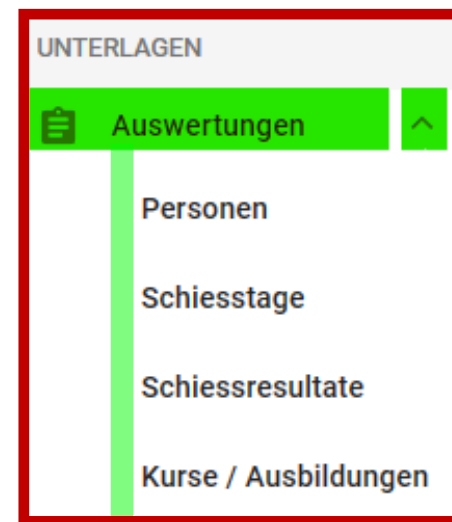 UNTERLAGEN
Auswertungen
Personen
Schiesstage
Schiessresultate
Kurse / Ausbildungen